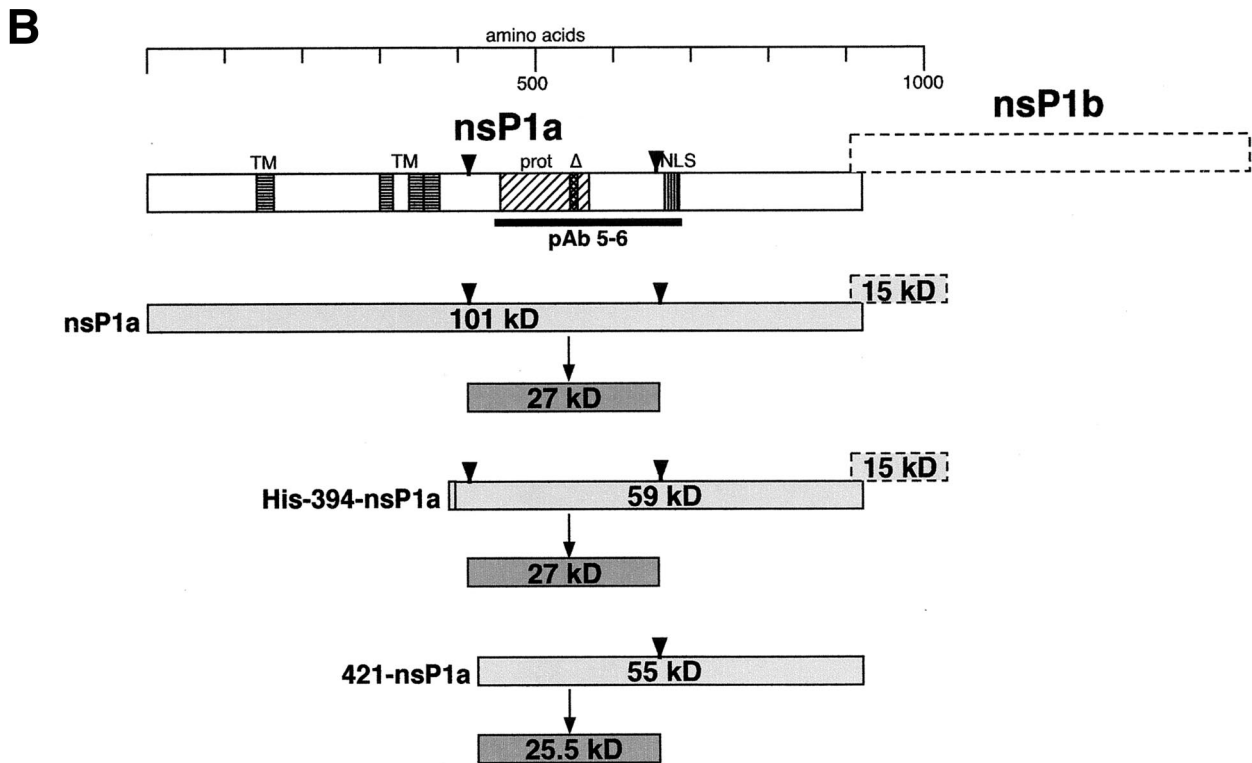 B
amino acids
500
1000
nsP1b
nsP1a
TM
TM
prot
Δ
NLS
pAb 5-6
15 kD
nsP1a
101 kD
27 kD
15 kD
His-394-nsP1a
59 kD
27 kD
421-nsP1a
55 kD
25.5 kD